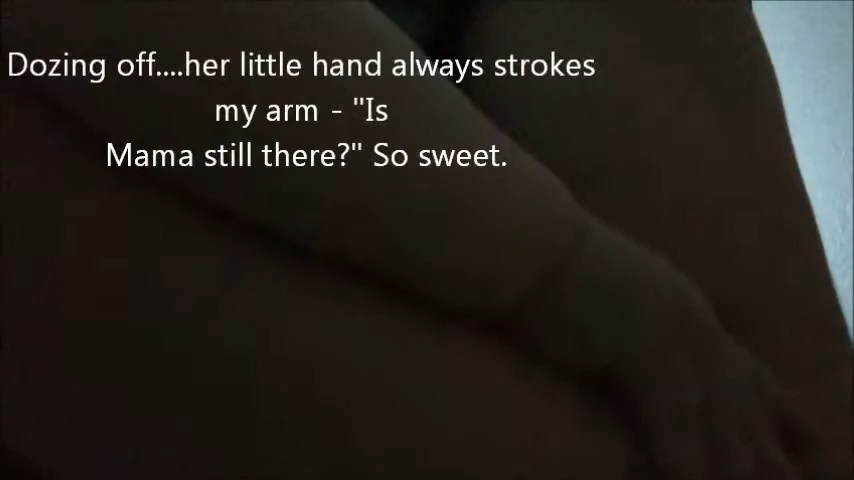 Dozing off....her little hand always strokes
my arm - "Is
Mama still there?" So sweet.